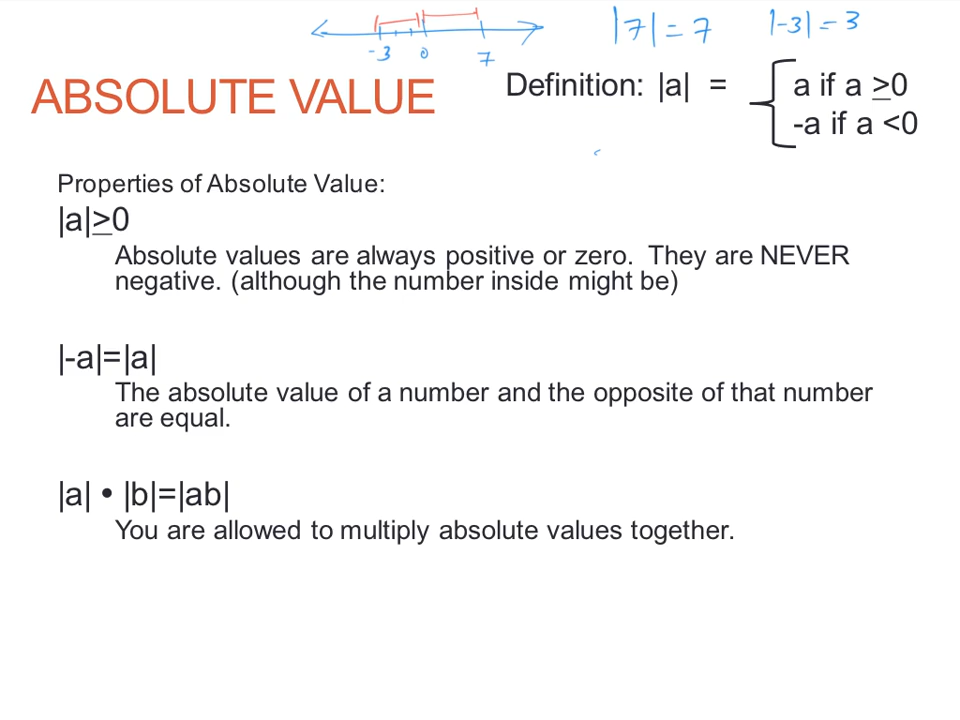 -3 0 7
|7| = 7 |-3| = 3
ABSOLUTE VALUE
Definition: |a| = { a if a ≥0
-a if a <0
Properties of Absolute Value:
|a|≥0
Absolute values are always positive or zero. They are NEVER
negative. (although the number inside might be)
|-a|=|a|
The absolute value of a number and the opposite of that number
are equal.
|a| • |b|=|ab|
You are allowed to multiply absolute values together.